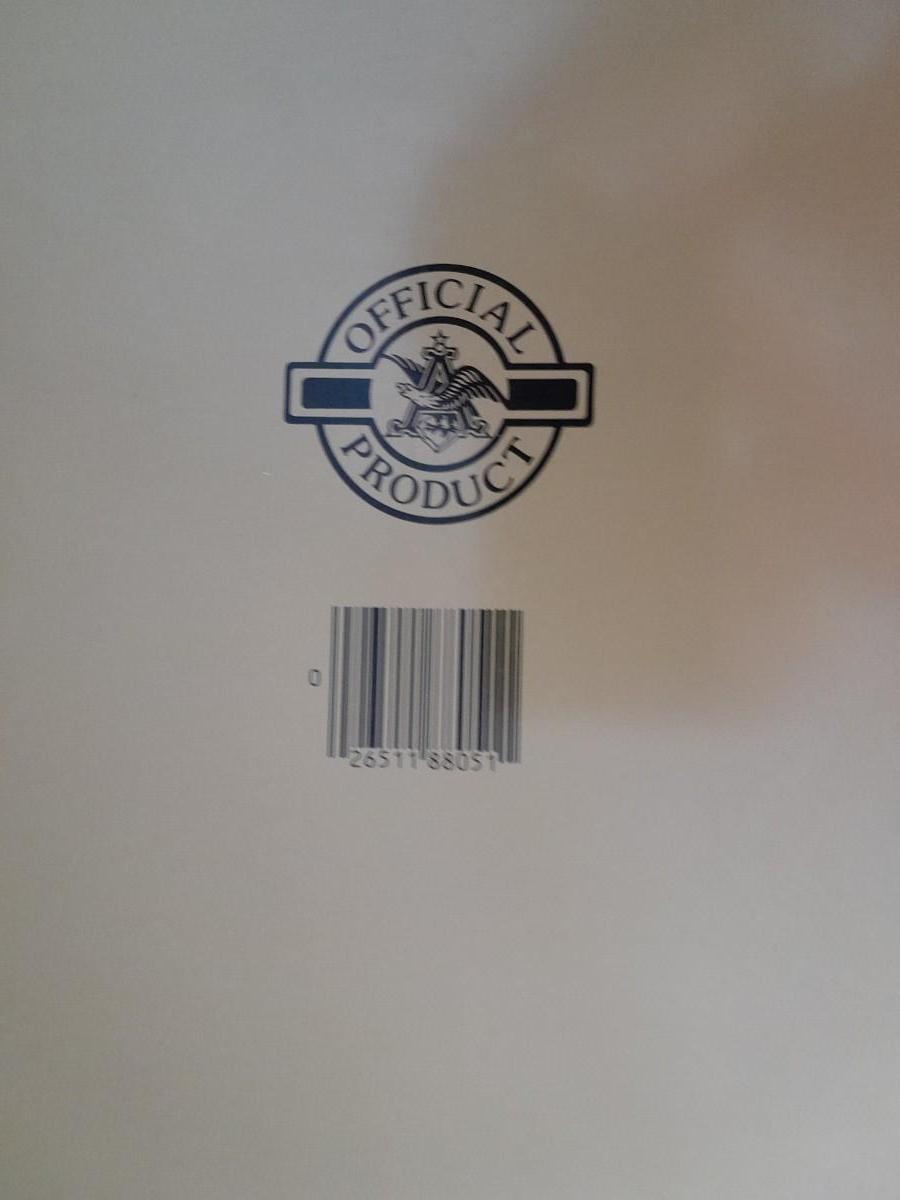 OFFICIAL
A
PRODUCT
0
26511 88051